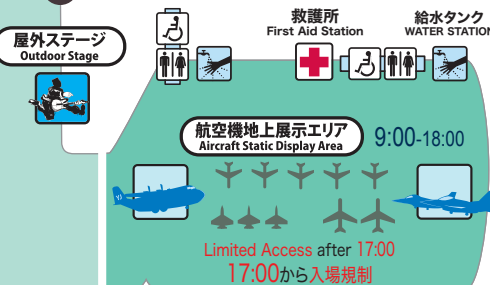 屋外ステージ
Outdoor Stage
救護所
First Aid Station
給水タンク
WATER STATION
航空機地上展示エリア
Aircraft Static Display Area
9:00-18:00
Limited Access after 17:00
17:00から入場規制